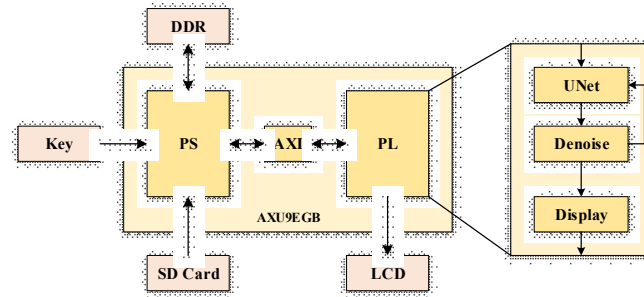 DDR
UNet
Key
PS
AXI
PL
Denoise
Display
AXU9EGB
SD Card
LCD